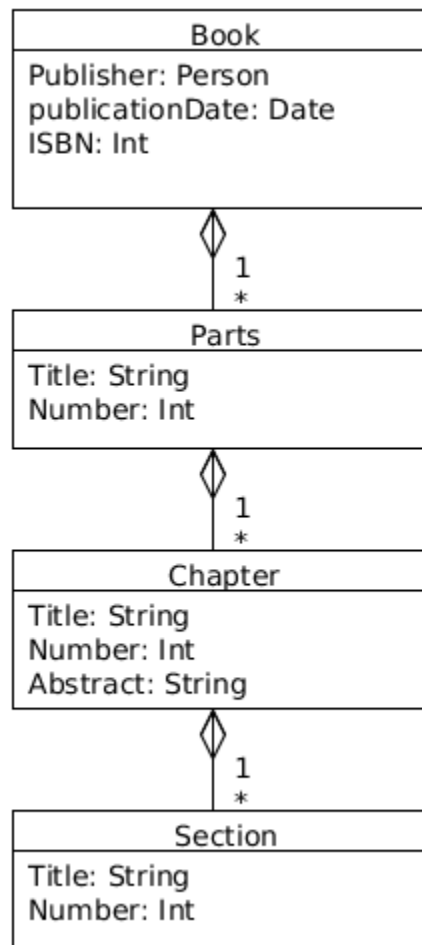 Book
Publisher: Person
publicationDate: Date
ISBN: Int
1
*
Parts
Title: String
Number: Int
1
*
Chapter
Title: String
Number: Int
Abstract: String
1
*
Section
Title: String
Number: Int